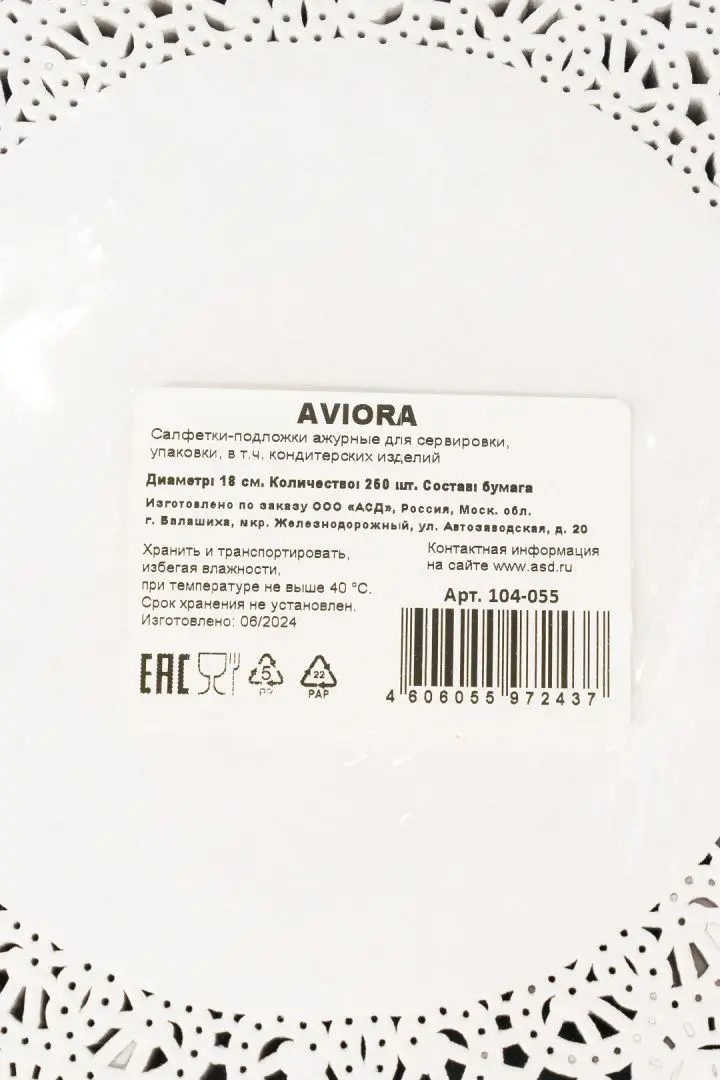 AVIORA
Салфетки-подложки ажурные для сервировки,
упаковки, в т.ч. кондитерских изделий
Диаметр: 18 см. Количество: 250 шт. Состав: бумага
Изготовлено по заказу ООО «АСД», Россия, Моск. обл.
г. Балашиха, мкр. Железнодорожный, ул. Автозаводская, д. 20
Хранить и транспортировать,
избегая влажности,
при температуре не выше 40 °С.
Срок хранения не установлен.
Изготовлено: 06/2024
Контактная информация
на сайте www.asd.ru
Арт. 104-055
EAC
5
PP
22
PAP
4 606055 972437